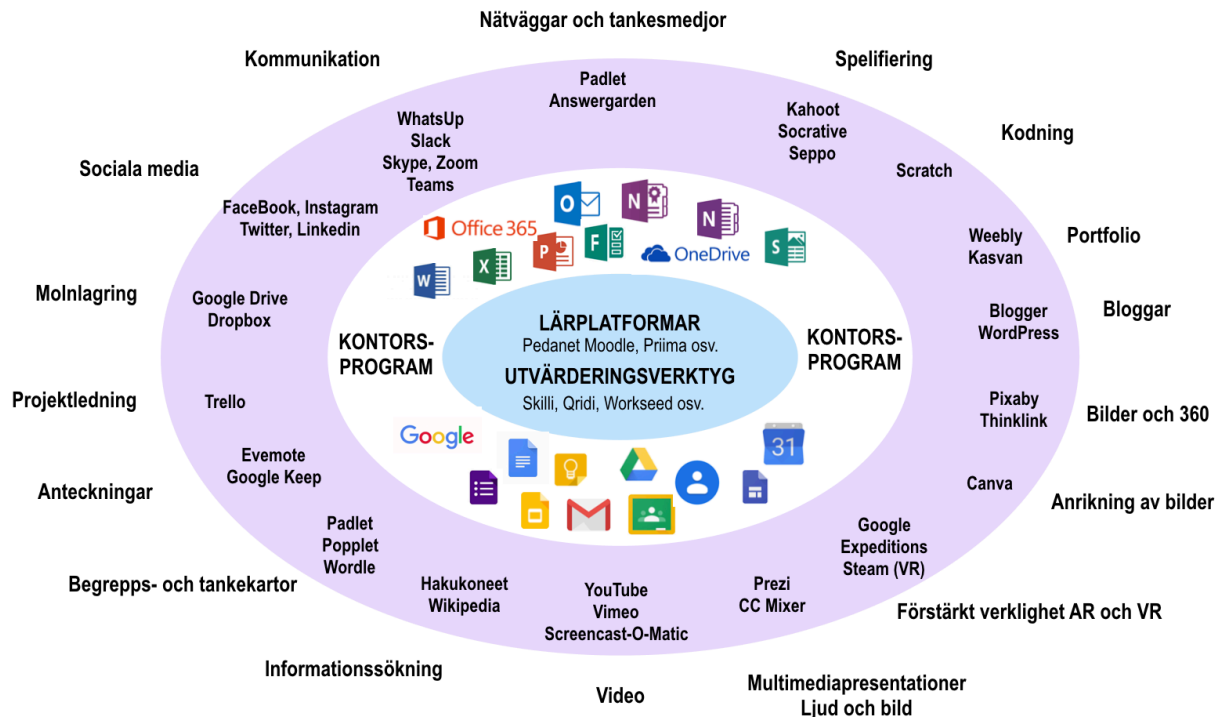 Nätväggar och tankesmedjor
Kommunikation
Spelifiering
Padlet
Answergarden
WhatsUp
Slack
Skype, Zoom
Teams
Kahoot
Socrative
Seppo
Kodning
Scratch
Sociala media
FaceBook, Instagram
Twitter, Linkedin
Office 365
O
N
N
P
F
OneDrive
S
W
X
Weebly
Kasvan
Portfolio
Molnlagring
Google Drive
Dropbox
Blogger
WordPress
Bloggar
KONTORS-
PROGRAM
LÄRPLATFORMAR
Pedanet Moodle, Priima osv.
UTVÄRDERINGSVERKTYG
Skilli, Qridi, Workseed osv.
KONTORS-
PROGRAM
Projektledning
Trello
Pixaby
Thinklink
Bilder och 360
Google
31
Evemote
Google Keep
Anteckningar
Canva
Anrikning av bilder
Padlet
Popplet
Wordle
Google
Expeditions
Steam (VR)
Begrepps- och tankekartor
Hakukoneet
Wikipedia
YouTube
Vimeo
Screencast-O-Matic
Prezi
CC Mixer
Förstärkt verklighet AR och VR
Informationssökning
Video
Multimediapresentationer
Ljud och bild